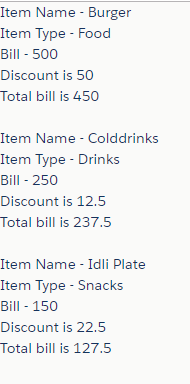 Item Name - Burger
Item Type - Food
Bill - 500
Discount is 50
Total bill is 450
Item Name - Colddrinks
Item Type - Drinks
Bill - 250
Discount is 12.5
Total bill is 237.5
Item Name - Idli Plate
Item Type - Snacks
Bill - 150
Discount is 22.5
Total bill is 127.5